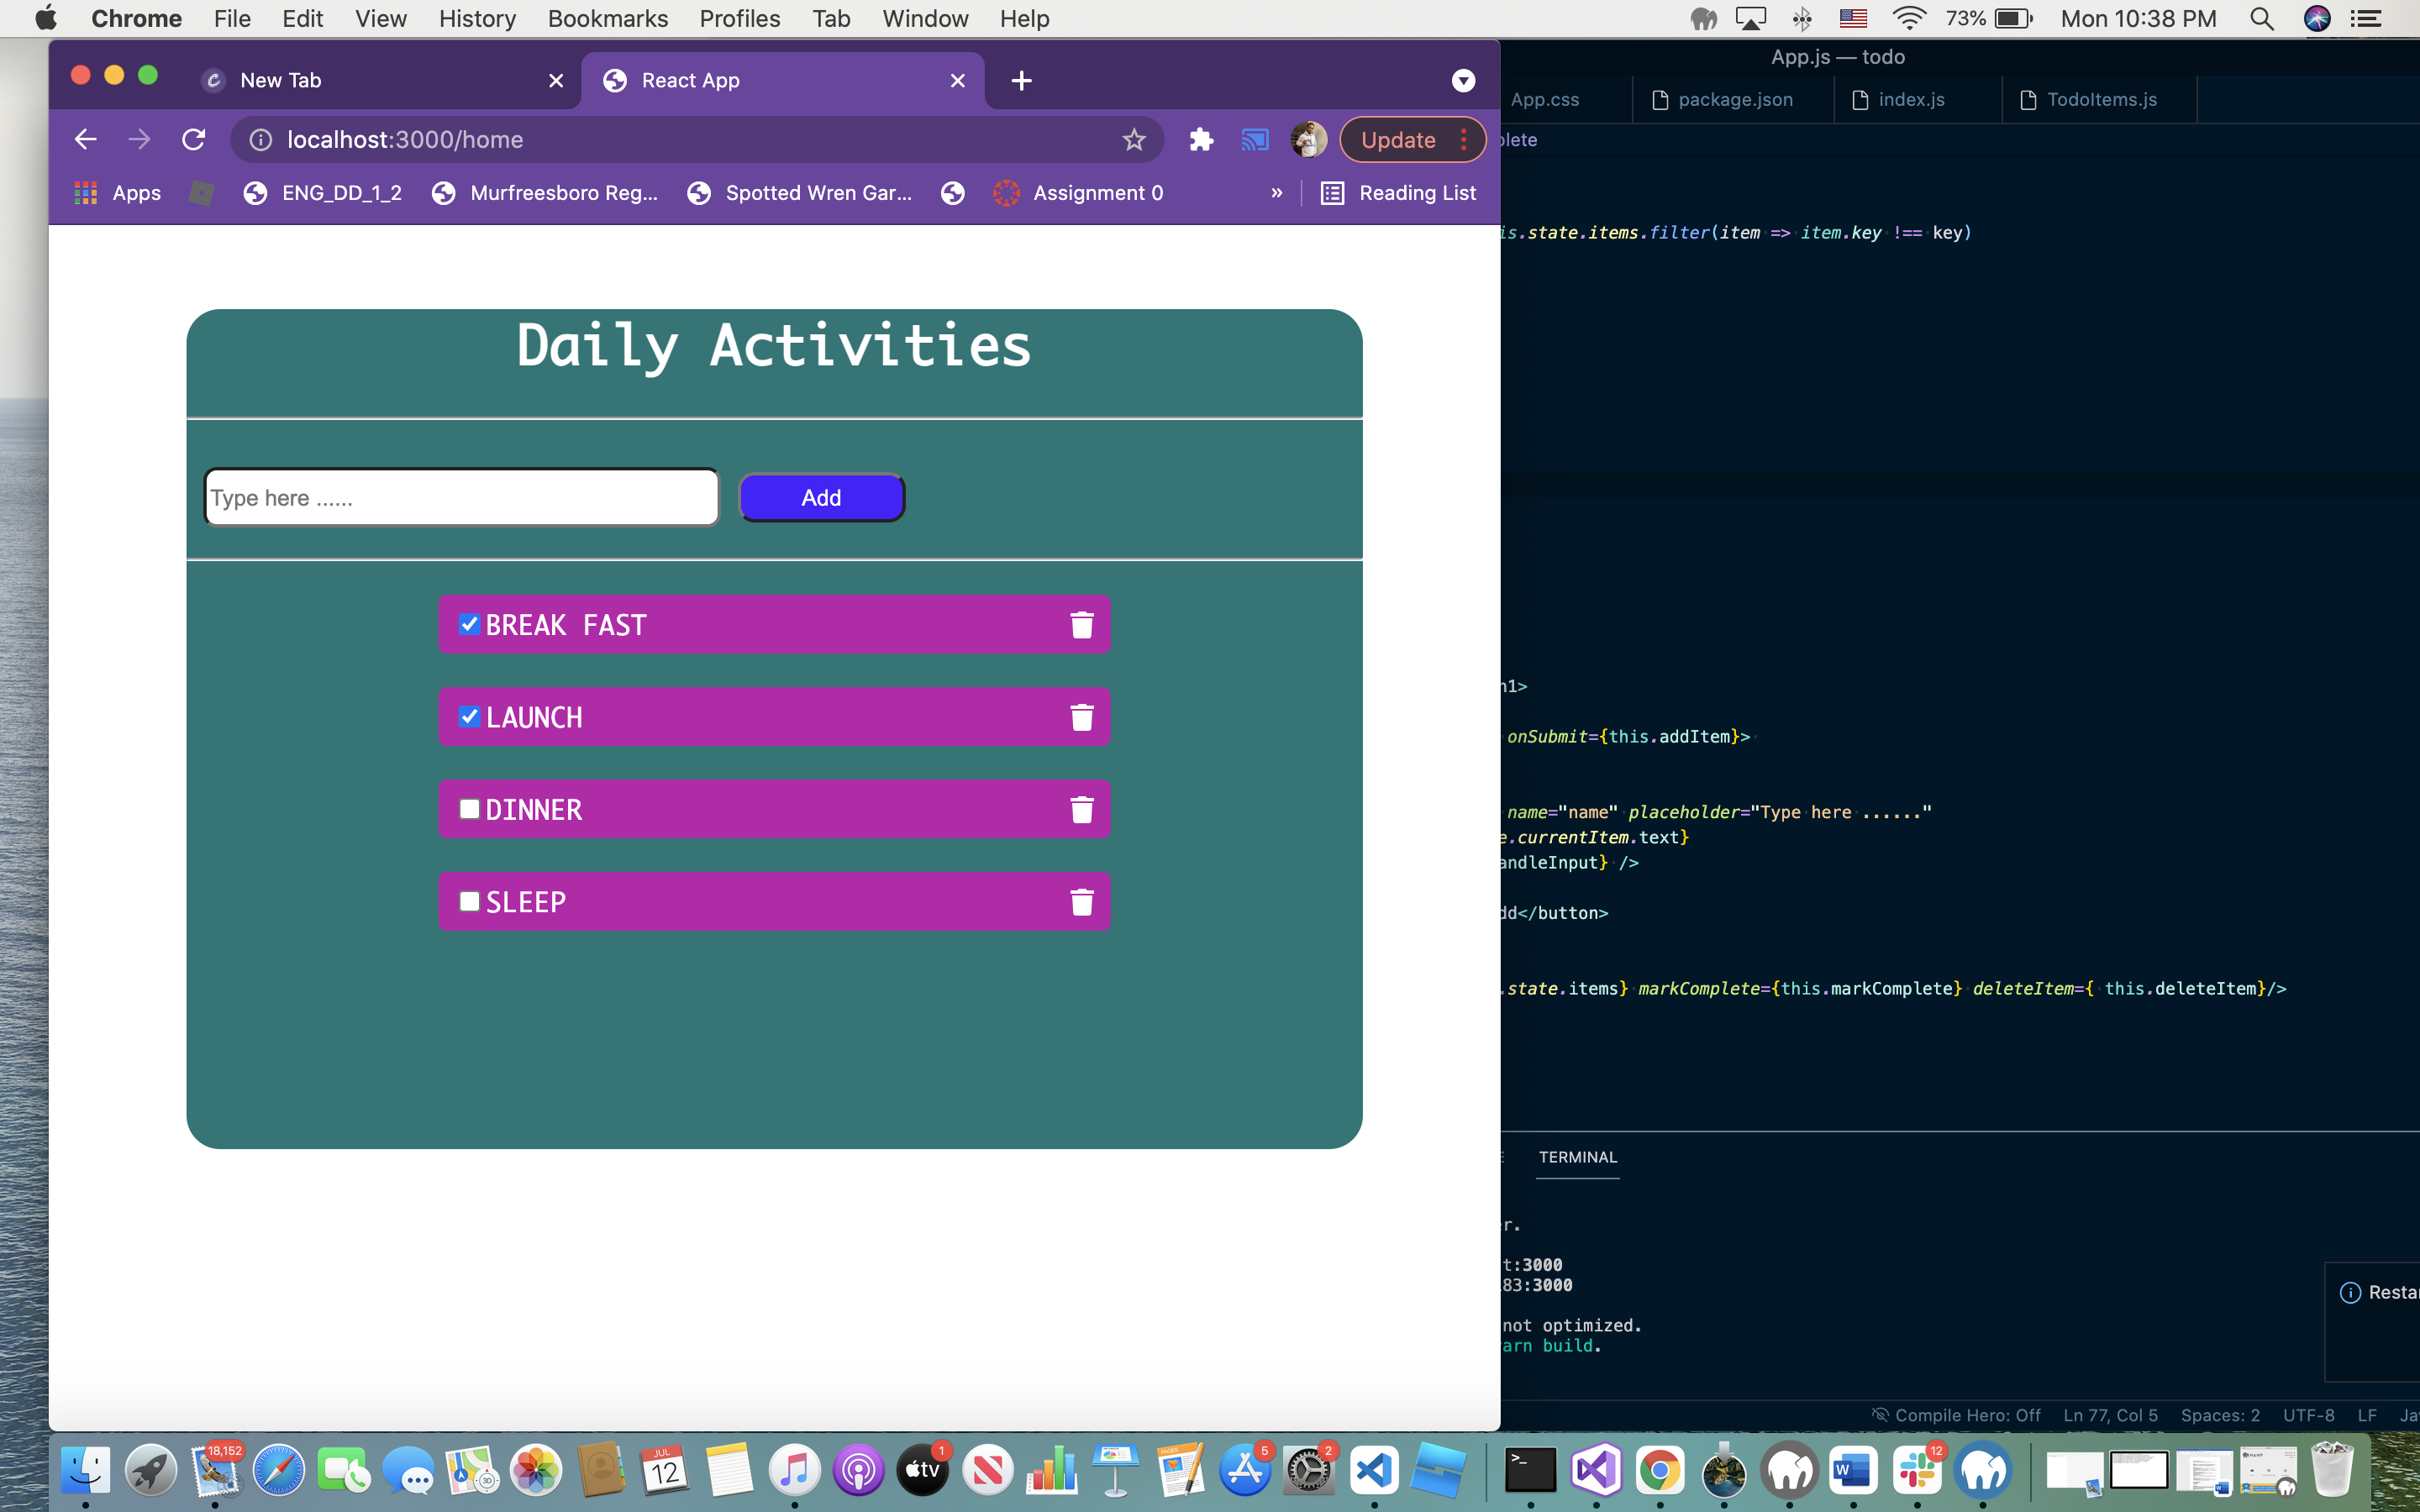 Chrome File Edit View History Bookmarks Profiles Tab Window Help 73% Mon 10:38 PM
New Tab React App
localhost:3000/home Update
Apps ENG_DD_1_2 Murfreesboro Reg... Spotted Wren Gar... Assignment 0 » Reading List
Daily Activities
Type here ...... Add
BREAK FAST
LAUNCH
DINNER
SLEEP
App.js — todo
App.css package.json index.js TodoItems.js
lete
is.state.items.filter(item => item.key !== key)
h1>
onSubmit={this.addItem}>
name="name" placeholder="Type here ......"
e.currentItem.text}
andleInput} />
dd</button>
.state.items} markComplete={this.markComplete} deleteItem={ this.deleteItem}/>
TERMINAL
r.
t:3000
83:3000
not optimized.
arn build.
Resta
Compile Hero: Off Ln 77, Col 5 Spaces: 2 UTF-8 LF Ja
18,152 3D JUL 12 tv 1 PAGES 5 2 >_ W 12 MAMP